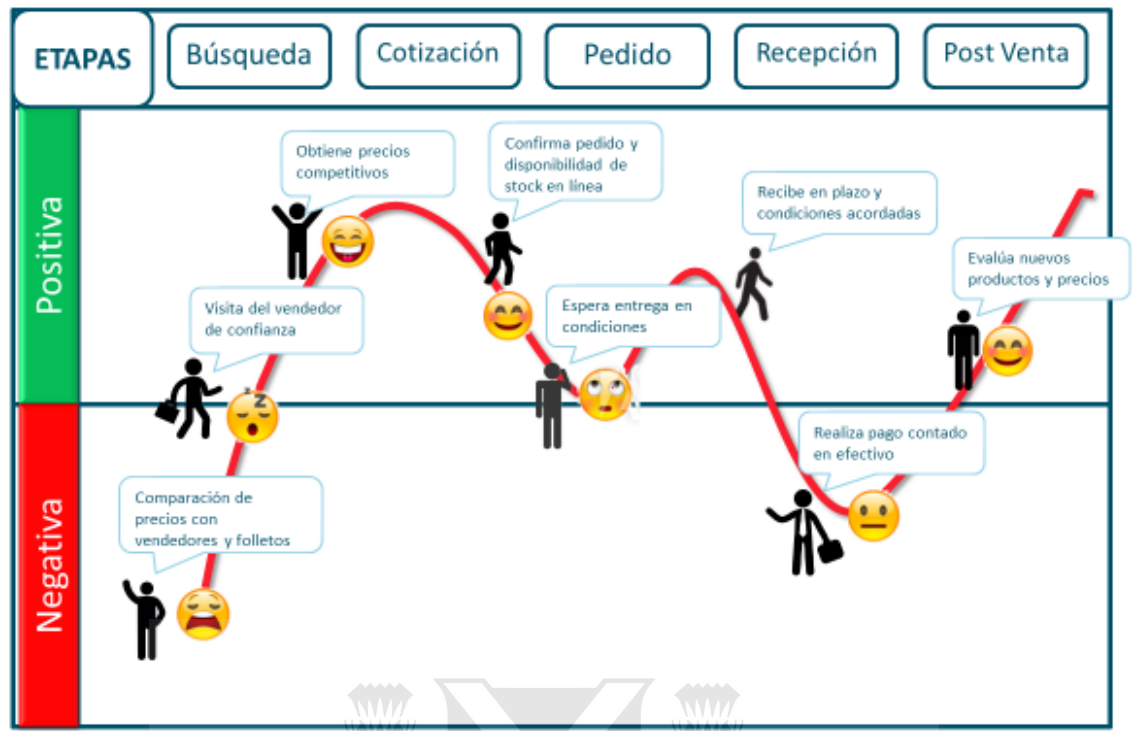 ETAPAS
Búsqueda
Cotización
Pedido
Recepción
Post Venta
Positiva
Negativa
Comparación de
precios con
vendedores y folletos
Visita del vendedor
de confianza
Obtiene precios
competitivos
Confirma pedido y
disponibilidad de
stock en línea
Espera entrega en
condiciones
Recibe en plazo y
condiciones acordadas
Realiza pago contado
en efectivo
Evalúa nuevos
productos y precios